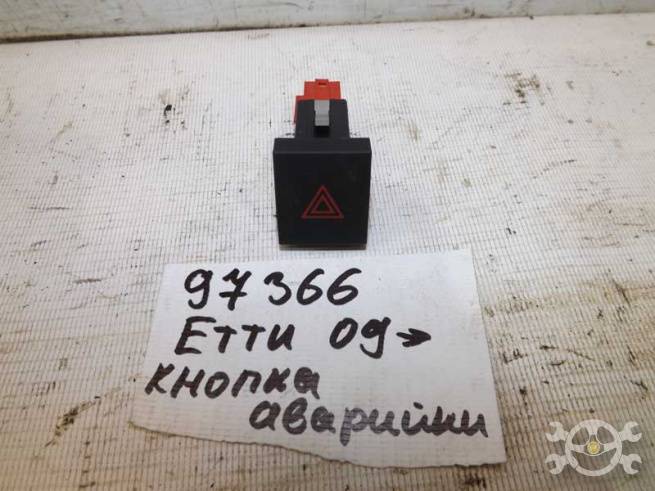 97366
Етти 09→
кнопка
аварийки